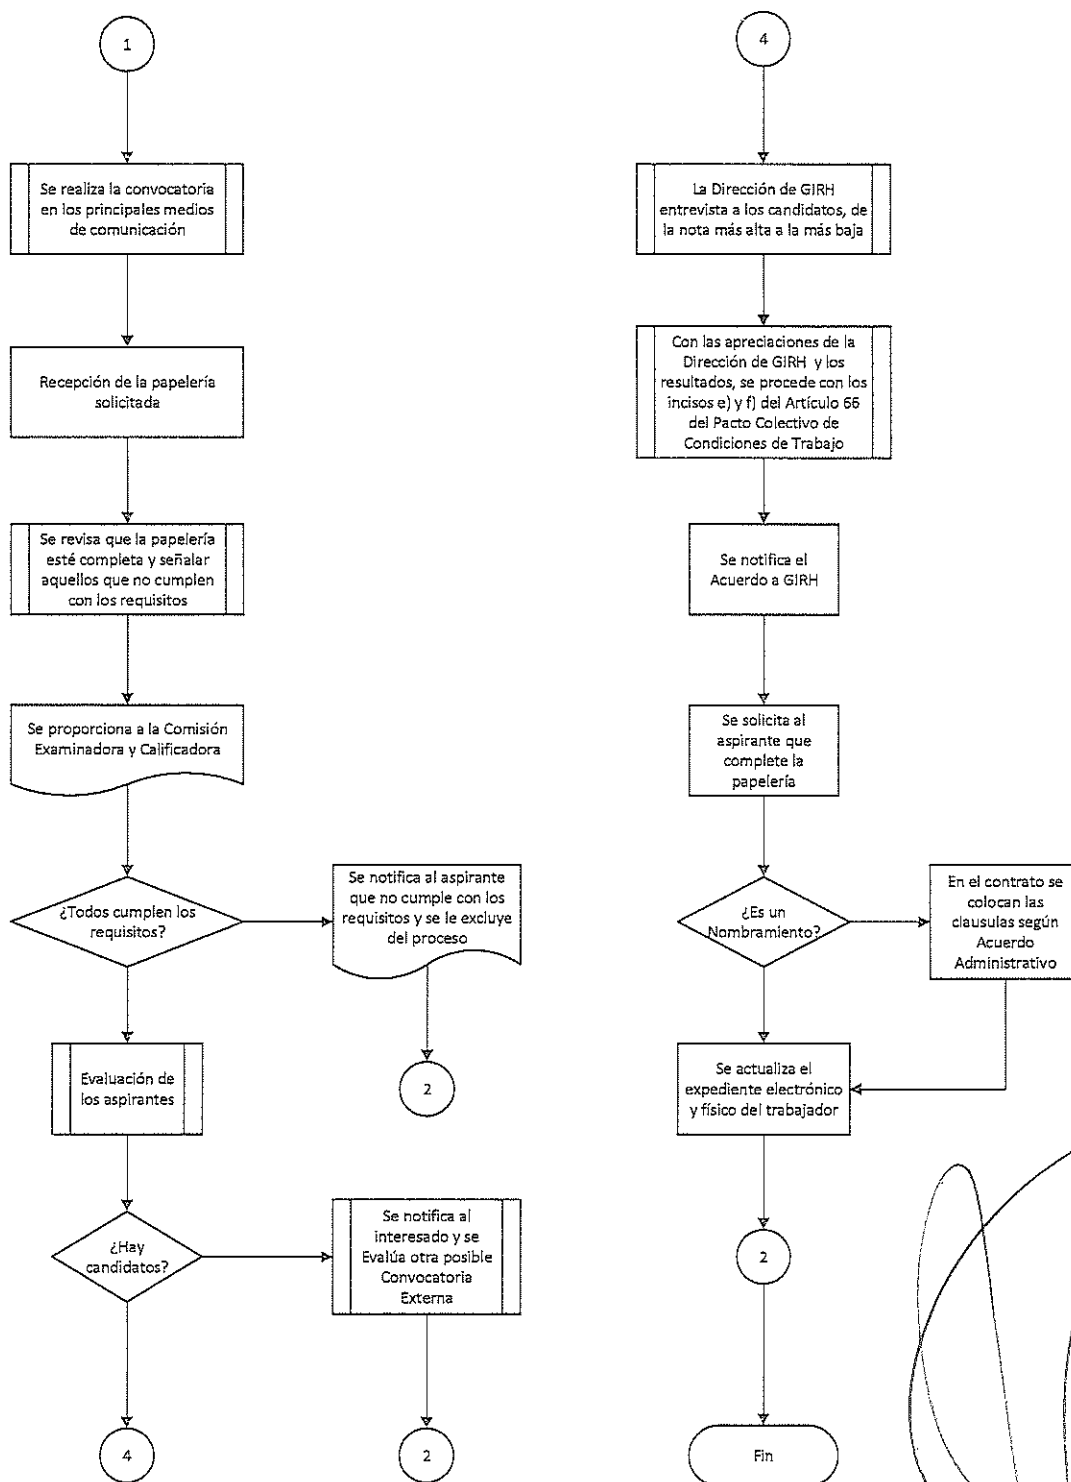 1
Se realiza la convocatoria
en los principales medios
de comunicación
Recepción de la papelería
solicitada
Se revisa que la papelería
esté completa y señalar
aquellos que no cumplen
con los requisitos
Se proporciona a la Comisión
Examinadora y Calificadora
¿Todos cumplen los
requisitos?
Se notifica al aspirante
que no cumple con los
requisitos y se le excluye
del proceso
2
Evaluación de
los aspirantes
¿Hay
candidatos?
Se notifica al
interesado y se
Evalúa otra posible
Convocatoria
Externa
4
2
4
La Dirección de GIRH
entrevista a los candidatos, de
la nota más alta a la más baja
Con las apreciaciones de la
Dirección de GIRH y los
resultados, se procede con los
incisos e) y f) del Artículo 66
del Pacto Colectivo de
Condiciones de Trabajo
Se notifica el
Acuerdo a GIRH
Se solicita al
aspirante que
complete la
papelería
¿Es un
Nombramiento?
En el contrato se
colocan las
clausulas según
Acuerdo
Administrativo
Se actualiza el
expediente electrónico
y físico del trabajador
2
Fin